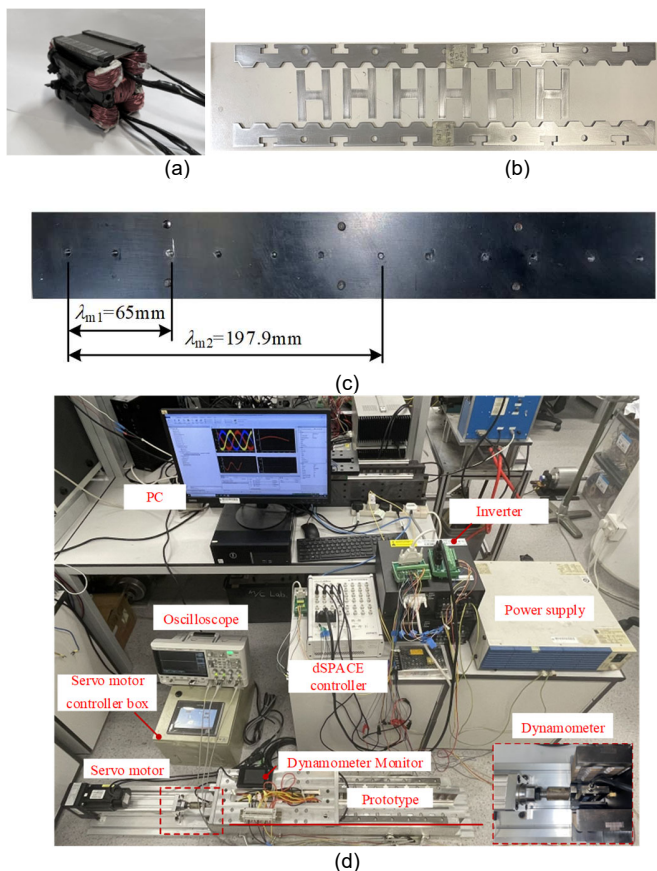 (a)
(b)
λm1=65mm
λm2=197.9mm
(c)
PC
Inverter
Oscilloscope
Power supply
dSPACE
controller
Servo motor
controller box
Dynamometer
Servo motor
Dynamometer Monitor
Prototype
(d)